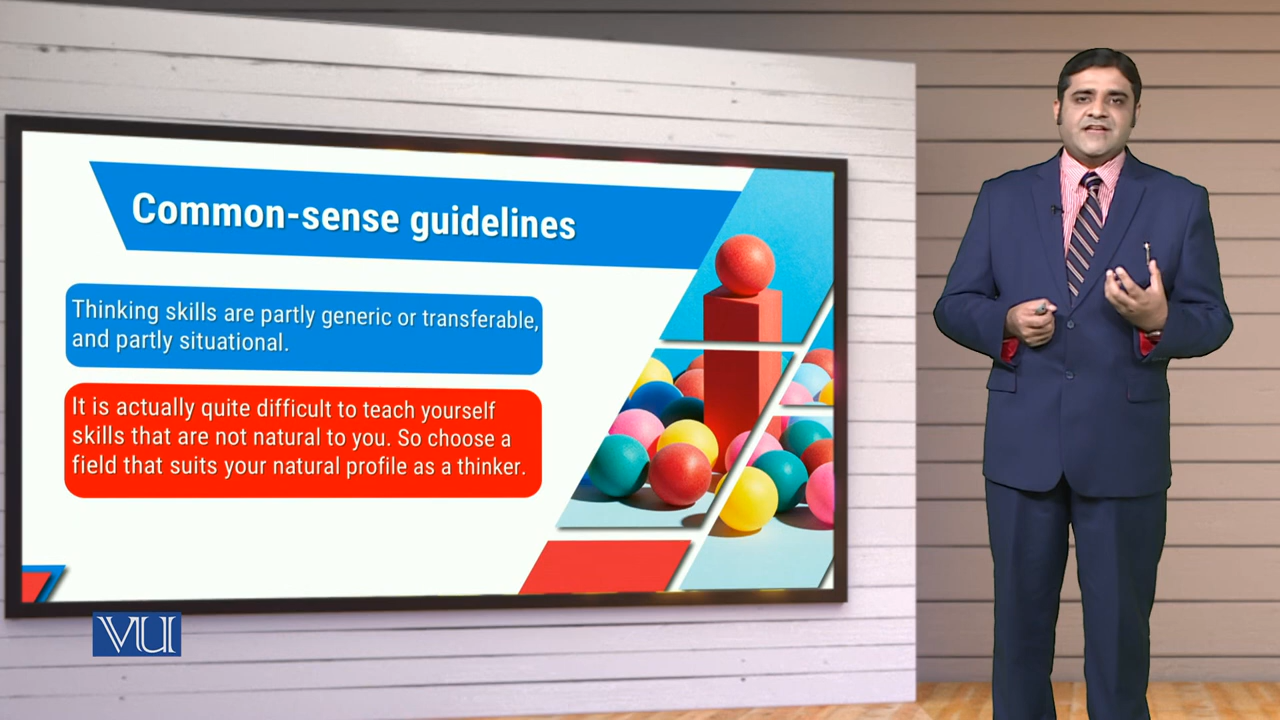 Common-sense guidelines
Thinking skills are partly generic or transferable,
and partly situational.
It is actually quite difficult to teach yourself
skills that are not natural to you. So choose a
field that suits your natural profile as a thinker.
VU